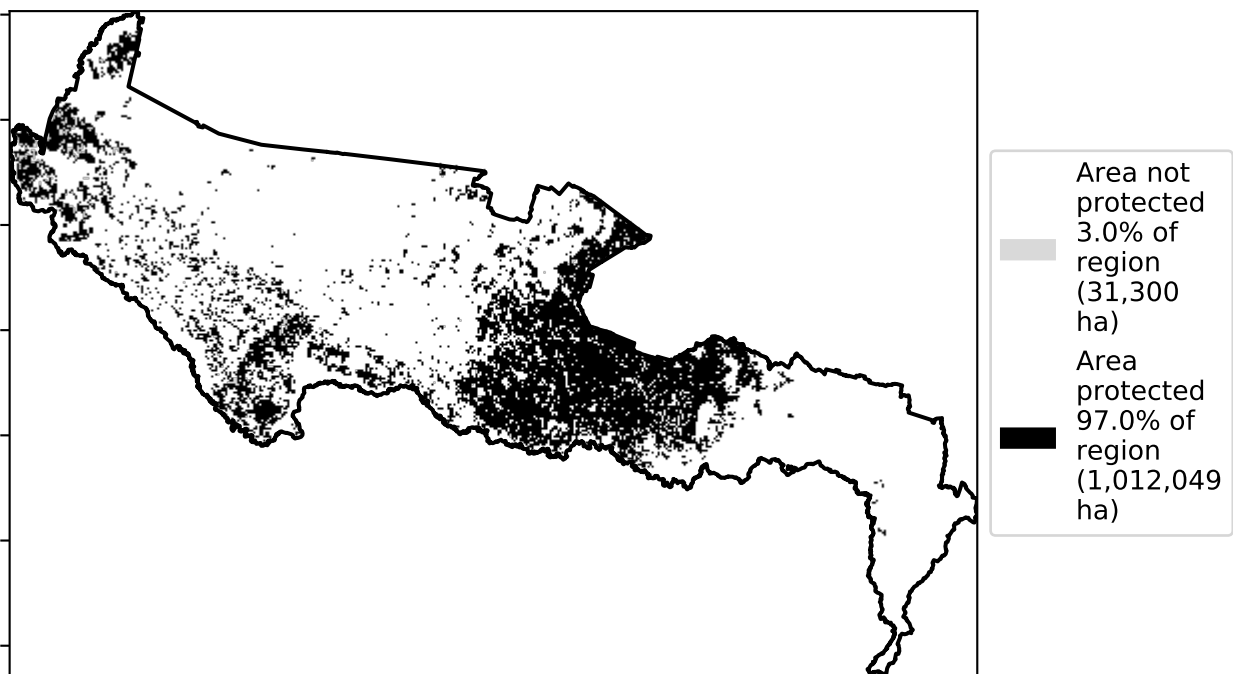 Area not
protected
3.0% of
region
(31,300
ha)
Area
protected
97.0% of
region
(1,012,049
ha)